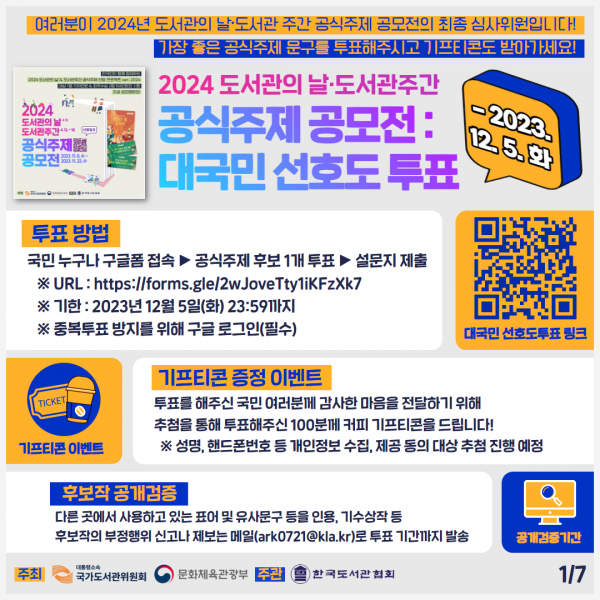 여러분이 2024년 도서관의 날·도서관 주간 공식주제 공모전의 최종 심사위원입니다!
가장 좋은 공식주제 문구를 투표해주시고 기프티콘도 받아가세요!
2024
도서관의 날
도서관주간
공식주제
공모전
2024 도서관의 날·도서관주간
공식주제 공모전 :
대국민 선호도 투표
~ 2023.
12. 5. 화
투표 방법
국민 누구나 구글폼 접속 ▶ 공식주제 후보 1개 투표 ▶ 설문지 제출
※ URL : https://forms.gle/2wJoveTty1iKFzXk7
※ 기한 : 2023년 12월 5일(화) 23:59까지
※ 중복투표 방지를 위해 구글 로그인(필수)
대국민 선호도투표 링크
TICKET
기프티콘 이벤트
기프티콘 증정 이벤트
투표를 해주신 국민 여러분께 감사한 마음을 전달하기 위해
추첨을 통해 투표해주신 100분께 커피 기프티콘을 드립니다!
※ 성명, 핸드폰번호 등 개인정보 수집, 제공 동의 대상 추첨 진행 예정
후보작 공개검증
다른 곳에서 사용하고 있는 표어 및 유사문구 등을 인용, 기수상작 등
후보작의 부정행위 신고나 제보는 메일(ark0721@kla.kr)로 투표 기간까지 발송
공개검증기간
주최 대통령소속 국가도서관위원회 문화체육관광부 주관 한국도서관협회
1/7